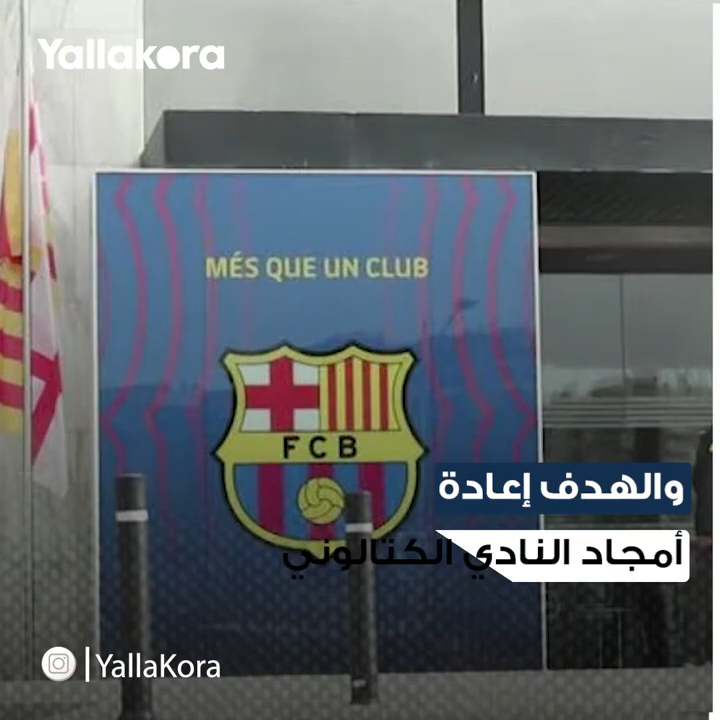 Yallakora
MÉS QUE UN CLUB
FCB
والهدف إعادة
أمجاد النادي الكتالوني
YallaKora